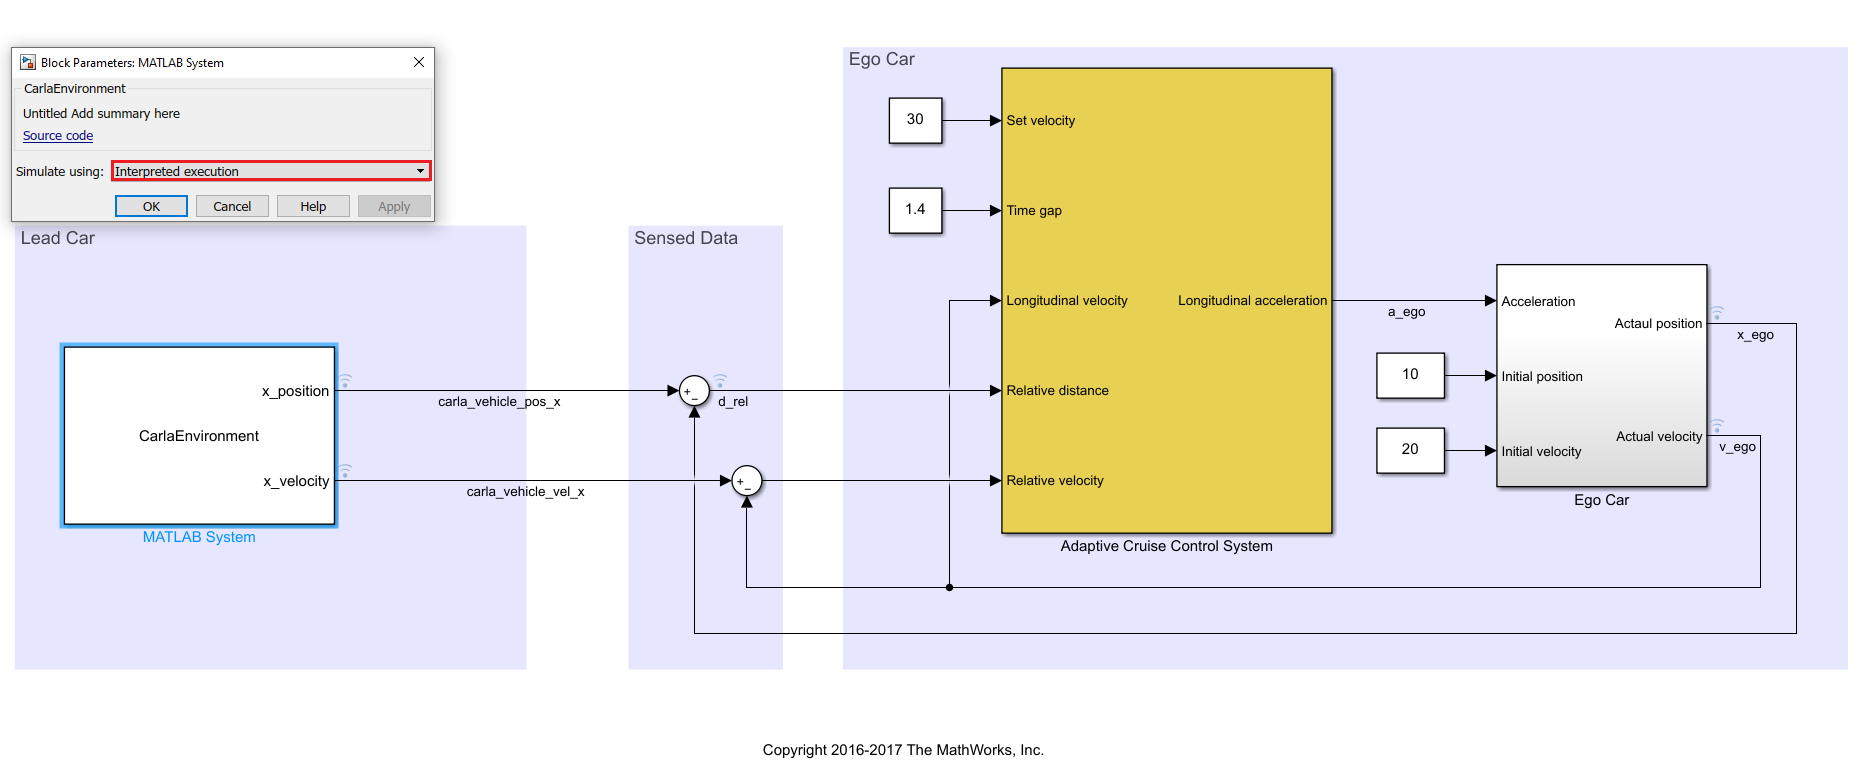 Block Parameters: MATLAB System
CarlaEnvironment
Untitled Add summary here
Source code
Simulate using: Interpreted execution
OK Cancel Help Apply
Lead Car
x_position
CarlaEnvironment
x_velocity
MATLAB System
carla_vehicle_pos_x
carla_vehicle_vel_x
Sensed Data
+
−
d_rel
+
−
Ego Car
30
1.4
Set velocity
Time gap
Longitudinal velocity
Relative distance
Relative velocity
Longitudinal acceleration
Adaptive Cruise Control System
a_ego
10
20
Acceleration
Initial position
Initial velocity
Actaul position
Actual velocity
Ego Car
x_ego
v_ego
Copyright 2016-2017 The MathWorks, Inc.